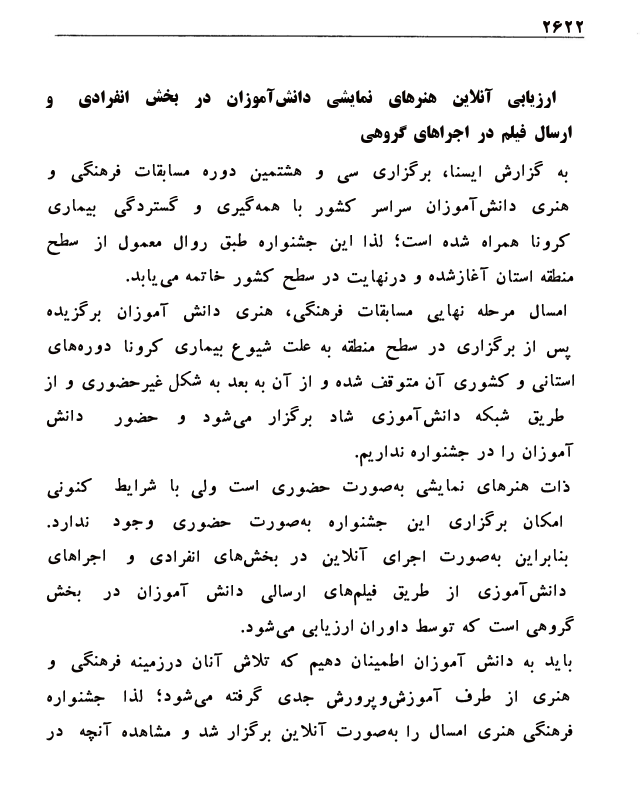 ۲۶۲۲
ارزیابی آنلاین هنرهای نمایشی دانش‌آموزان در بخش انفرادی و
ارسال فیلم در اجراهای گروهی
به گزارش ایسنا، برگزاری سی و هشتمین دوره مسابقات فرهنگی و
هنری دانش‌آموزان سراسر کشور با همه‌گیری و گستردگی بیماری
کرونا همراه شده است؛ لذا این جشنواره طبق روال معمول از سطح
منطقه استان آغازشده و درنهایت در سطح کشور خاتمه می‌یابد.
امسال مرحله نهایی مسابقات فرهنگی، هنری دانش آموزان برگزیده
پس از برگزاری در سطح منطقه به علت شیوع بیماری کرونا دوره‌های
استانی و کشوری آن متوقف شده و از آن به بعد به شکل غیرحضوری و از
طریق شبکه دانش‌آموزی شاد برگزار می‌شود و حضور دانش
آموزان را در جشنواره نداریم.
ذات هنرهای نمایشی به‌صورت حضوری است ولی با شرایط کنونی
امکان برگزاری این جشنواره به‌صورت حضوری وجود ندارد.
بنابراین به‌صورت اجرای آنلاین در بخش‌های انفرادی و اجراهای
دانش‌آموزی از طریق فیلم‌های ارسالی دانش آموزان در بخش
گروهی است که توسط داوران ارزیابی می‌شود.
باید به دانش آموزان اطمینان دهیم که تلاش آنان درزمینه فرهنگی و
هنری از طرف آموزش‌وپرورش جدی گرفته می‌شود؛ لذا جشنواره
فرهنگی هنری امسال را به‌صورت آنلاین برگزار شد و مشاهده آنچه در